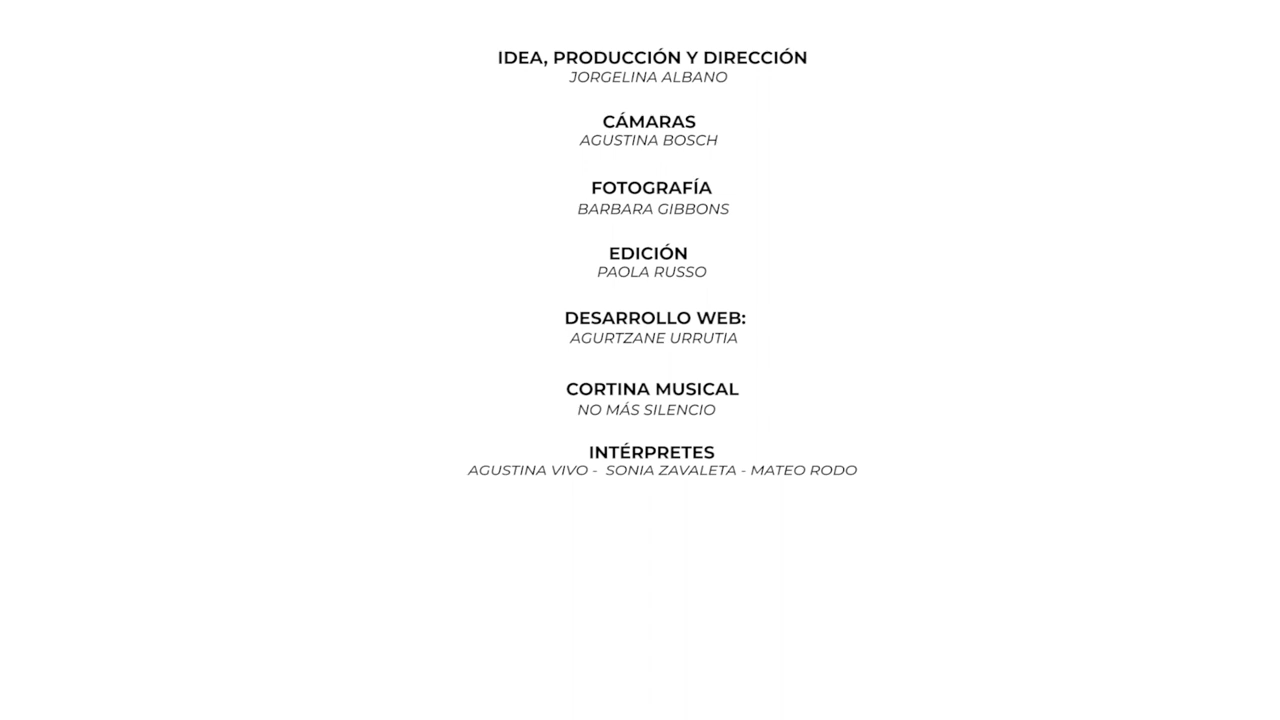 IDEA, PRODUCCIÓN Y DIRECCIÓN
JORGELINA ALBANO
CÁMARAS
AGUSTINA BOSCH
FOTOGRAFÍA
BARBARA GIBBONS
EDICIÓN
PAOLA RUSSO
DESARROLLO WEB:
AGURTZANE URRUTIA
CORTINA MUSICAL
NO MÁS SILENCIO
INTÉRPRETES
AGUSTINA VIVO - SONIA ZAVALETA - MATEO RODO